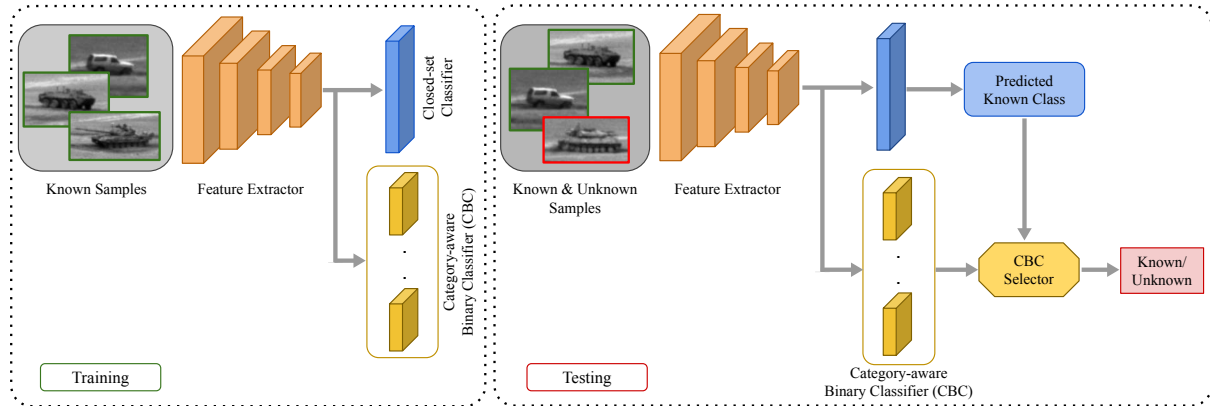 Known Samples
Feature Extractor
Closed-set
Classifier
Category-aware
Binary Classifier (CBC)
Training
Known & Unknown
Samples
Feature Extractor
Predicted
Known Class
CBC
Selector
Known/
Unknown
Category-aware
Binary Classifier (CBC)
Testing